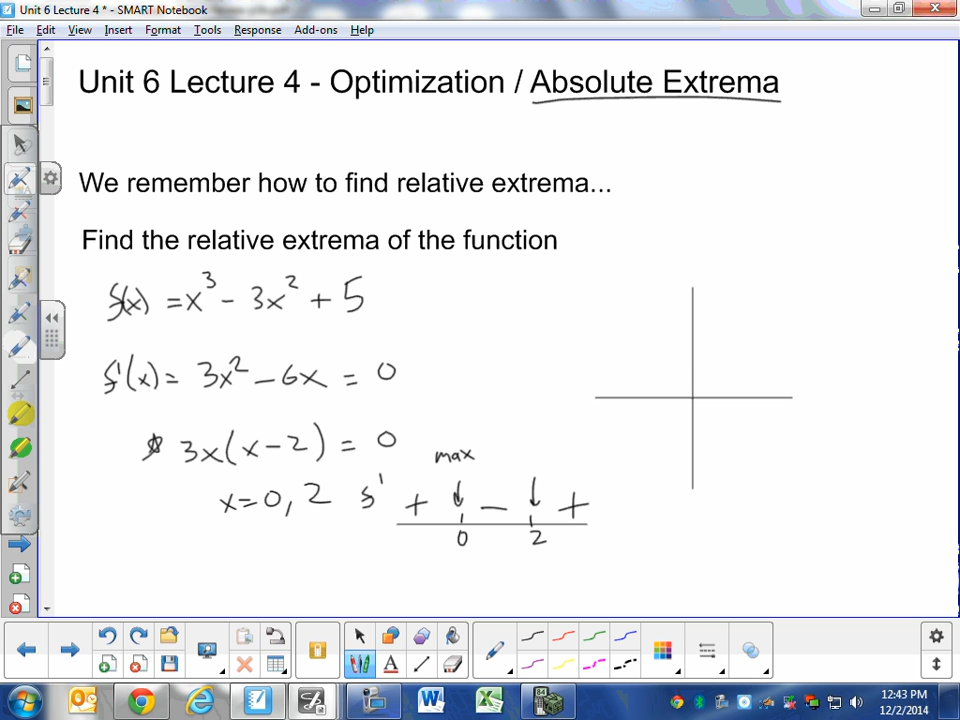 Unit 6 Lecture 4 * - SMART Notebook
File Edit View Insert Format Tools Response Add-ons Help
Unit 6 Lecture 4 - Optimization / Absolute Extrema
We remember how to find relative extrema...
Find the relative extrema of the function
f(x) = x³ - 3x² + 5
f'(x) = 3x² - 6x = 0
3x(x-2) = 0
max
x=0, 2 f' + - +
0 2
12:43 PM
12/2/2014